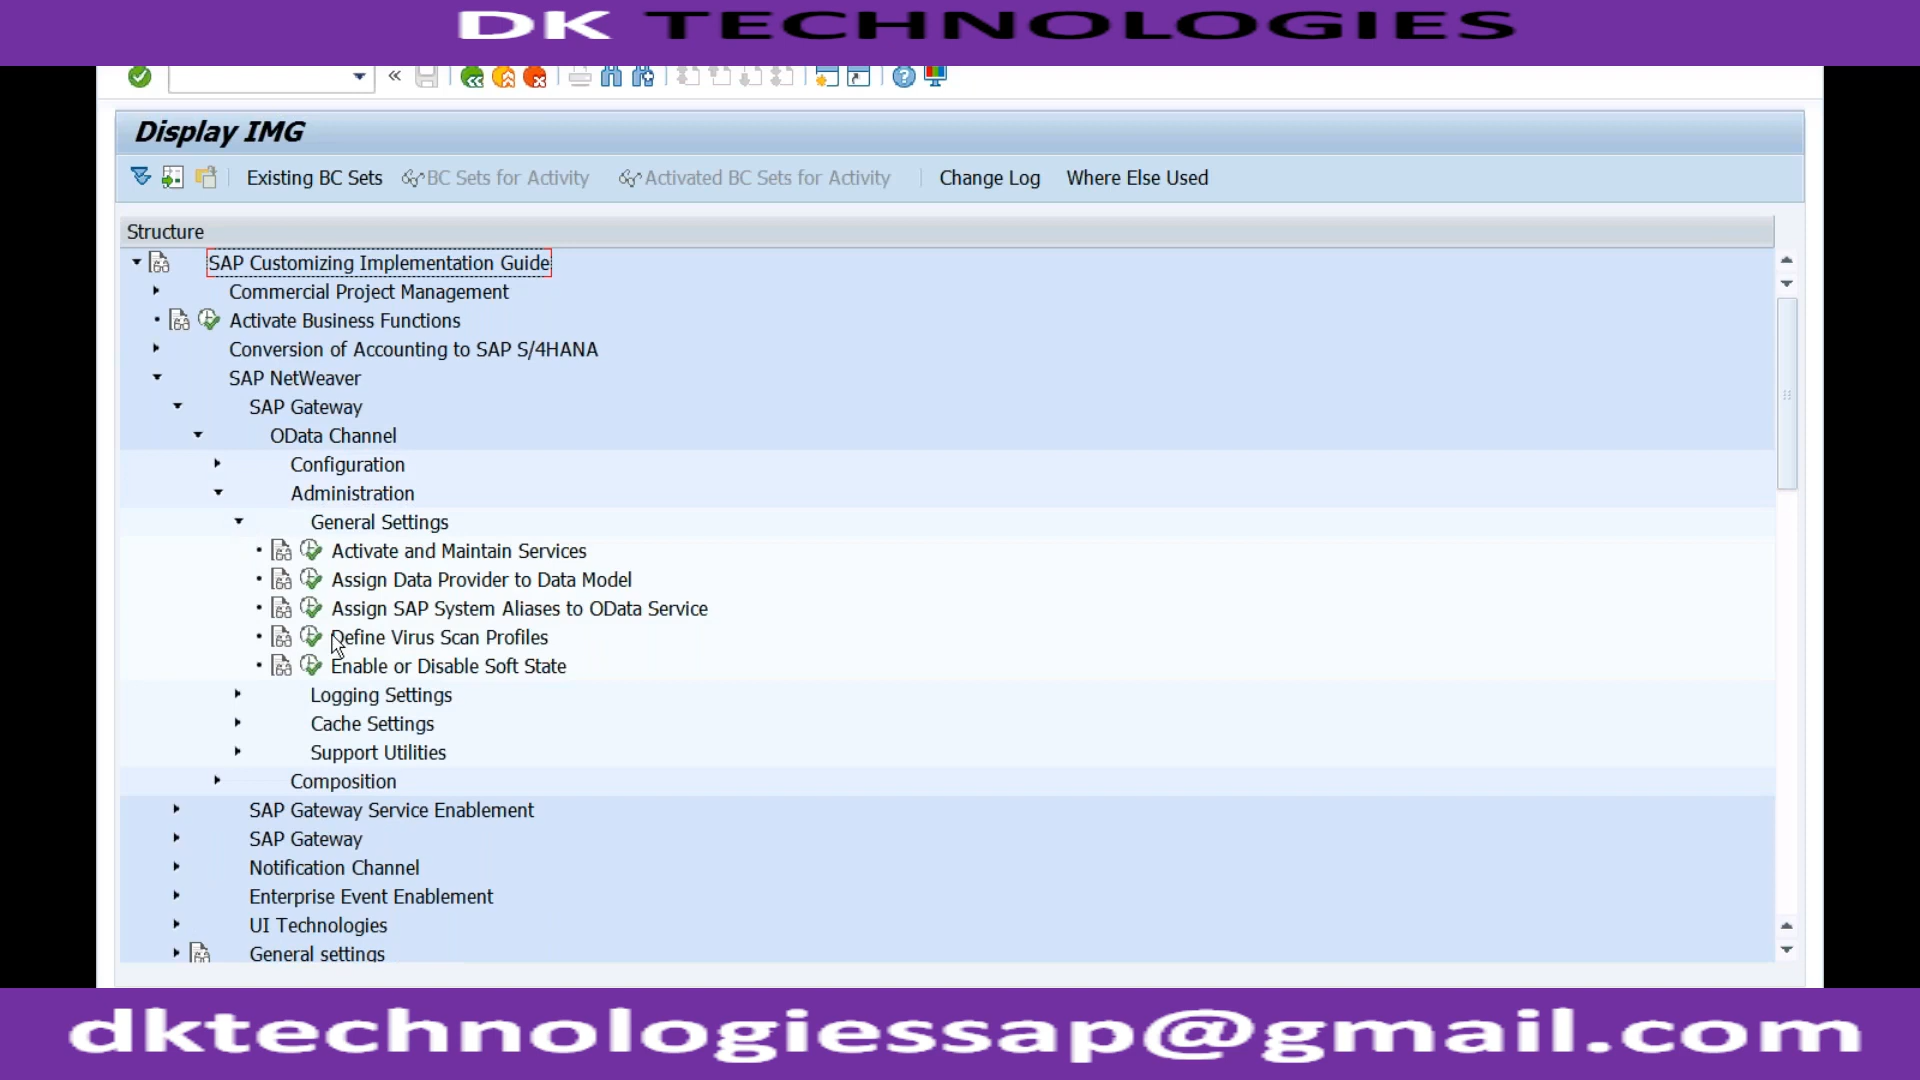 DK TECHNOLOGIES
Display IMG
Existing BC Sets BC Sets for Activity Activated BC Sets for Activity Change Log Where Else Used
Structure
SAP Customizing Implementation Guide
Commercial Project Management
Activate Business Functions
Conversion of Accounting to SAP S/4HANA
SAP NetWeaver
SAP Gateway
OData Channel
Configuration
Administration
General Settings
Activate and Maintain Services
Assign Data Provider to Data Model
Assign SAP System Aliases to OData Service
Define Virus Scan Profiles
Enable or Disable Soft State
Logging Settings
Cache Settings
Support Utilities
Composition
SAP Gateway Service Enablement
SAP Gateway
Notification Channel
Enterprise Event Enablement
UI Technologies
General settings
dktechnologiessap@gmail.com